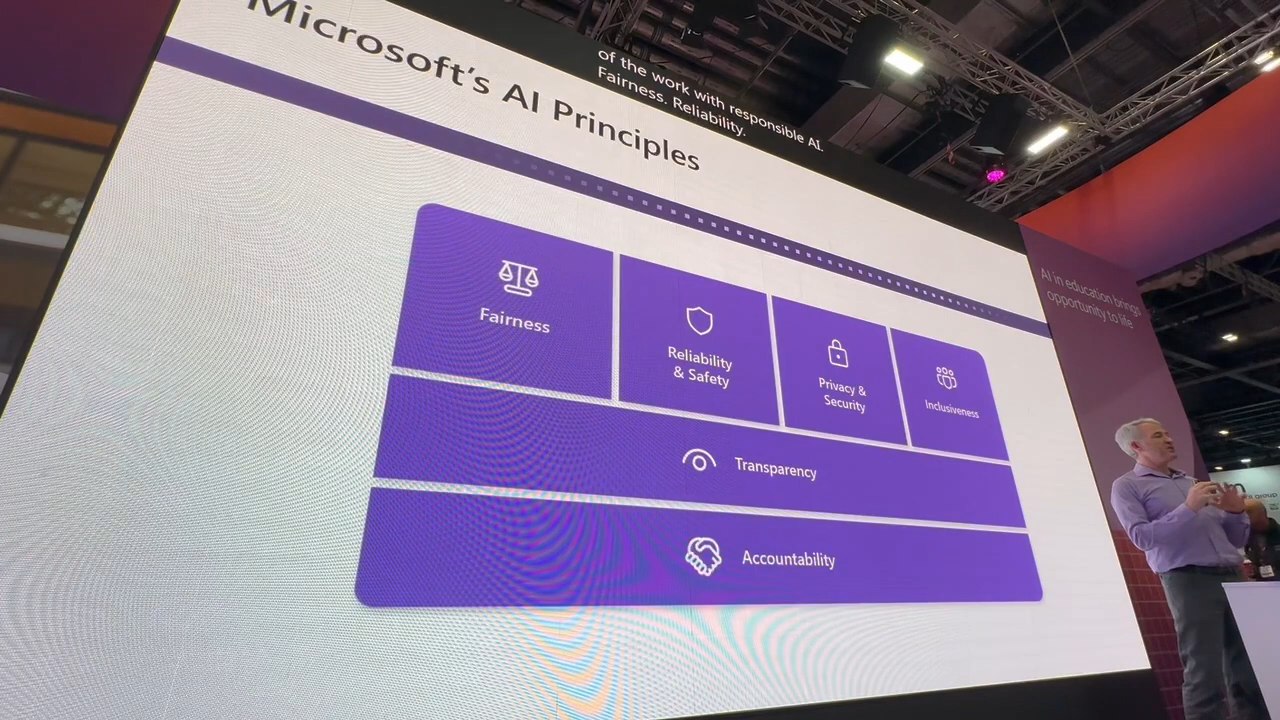 of the work with responsible AI.
Fairness. Reliability.
Microsoft's AI Principles
Fairness
Reliability
& Safety
Privacy &
Security
Inclusiveness
Transparency
Accountability
AI in education brings
opportunity to life